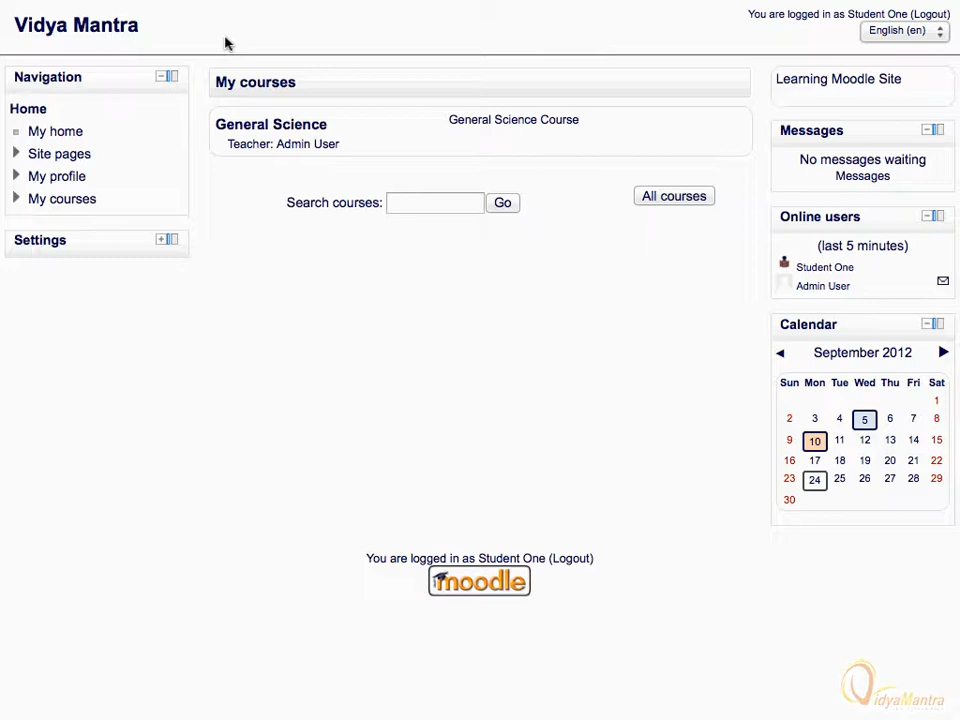 Vidya Mantra
You are logged in as Student One (Logout)
English (en)
Navigation
Home
My home
Site pages
My profile
My courses
Settings
My courses
General Science
General Science Course
Teacher: Admin User
Search courses:
Go
All courses
Learning Moodle Site
Messages
No messages waiting
Messages
Online users
(last 5 minutes)
Student One
Admin User
Calendar
September 2012
Sun Mon Tue Wed Thu Fri Sat
1
2 3 4 5 6 7 8
9 10 11 12 13 14 15
16 17 18 19 20 21 22
23 24 25 26 27 28 29
30
You are logged in as Student One (Logout)
moodle
VidyaMantra